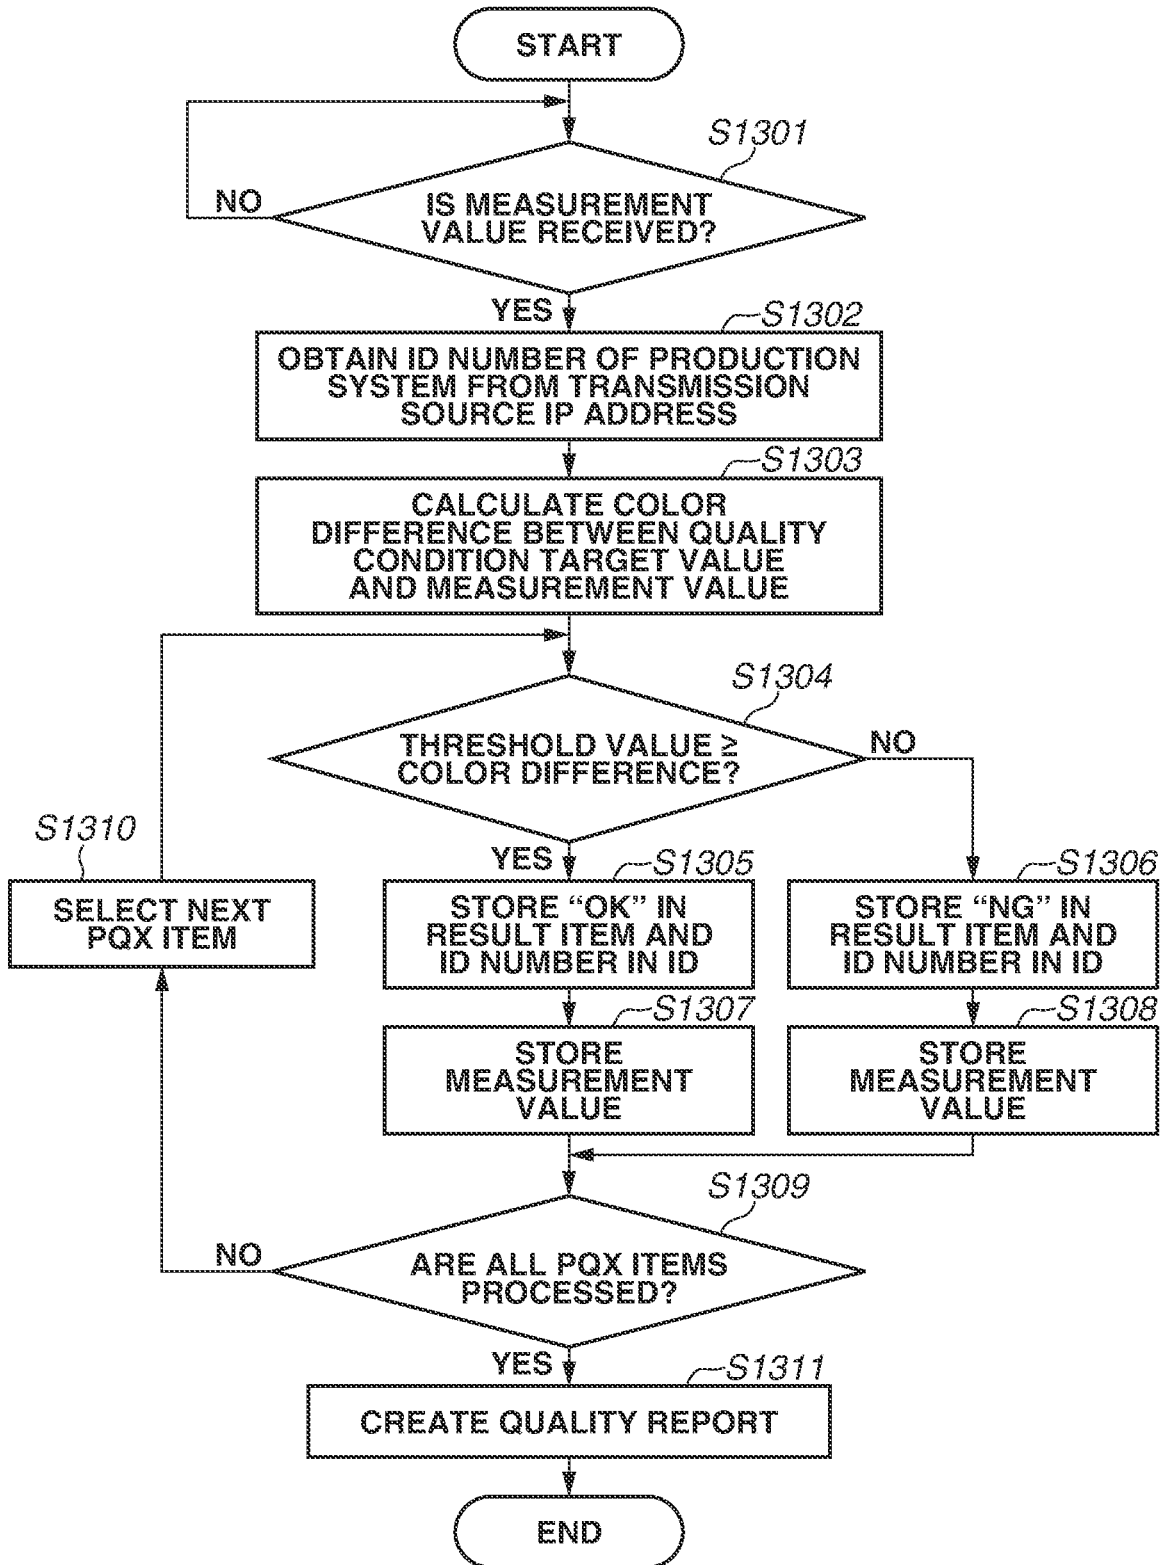 START
S1301
NO
IS MEASUREMENT
VALUE RECEIVED?
YES
S1302
OBTAIN ID NUMBER OF PRODUCTION
SYSTEM FROM TRANSMISSION
SOURCE IP ADDRESS
S1303
CALCULATE COLOR
DIFFERENCE BETWEEN QUALITY
CONDITION TARGET VALUE
AND MEASUREMENT VALUE
S1304
THRESHOLD VALUE ≥
COLOR DIFFERENCE?
NO
S1310
SELECT NEXT
PQX ITEM
YES
S1305
STORE “OK” IN
RESULT ITEM AND
ID NUMBER IN ID
S1306
STORE “NG” IN
RESULT ITEM AND
ID NUMBER IN ID
S1307
STORE
MEASUREMENT
VALUE
S1308
STORE
MEASUREMENT
VALUE
S1309
NO
ARE ALL PQX ITEMS
PROCESSED?
YES
S1311
CREATE QUALITY REPORT
END